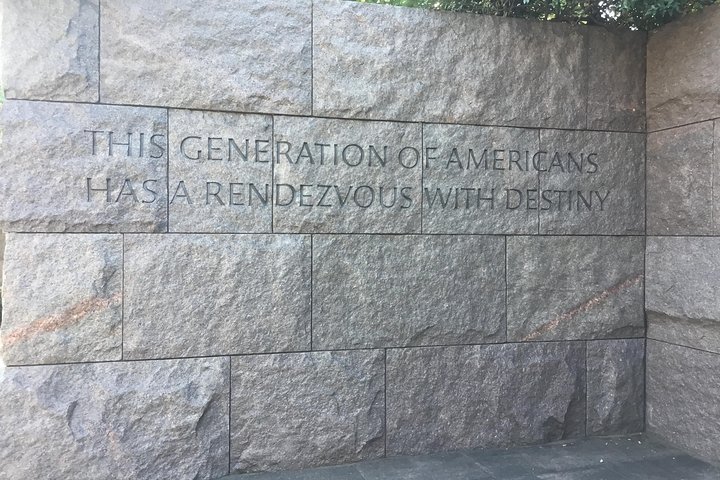 THIS GENERATION OF AMERICANS
HAS A RENDEZVOUS WITH DESTINY